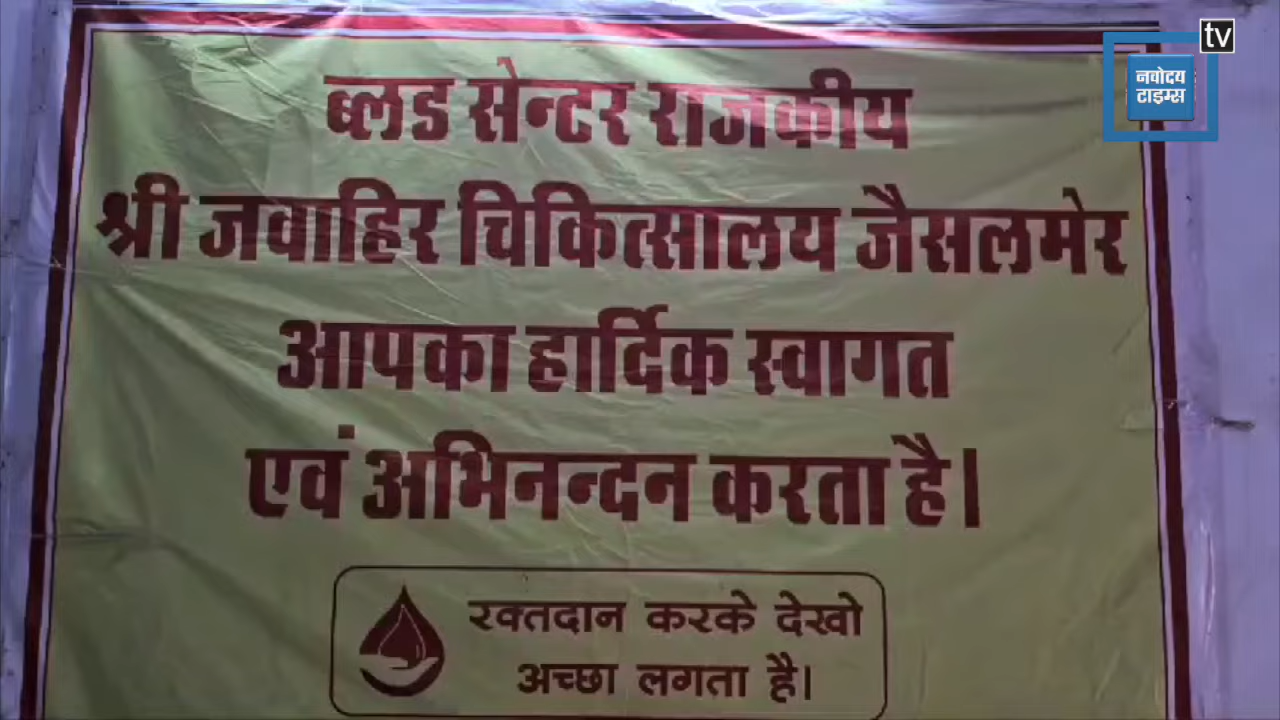 tv
नवोदय
टाइम्स
ब्लड सेन्टर राजकीय
श्री जवाहिर चिकित्सालय जैसलमेर
आपका हार्दिक स्वागत
एवं अभिनन्दन करता है।
रक्तदान करके देखो
अच्छा लगता है।